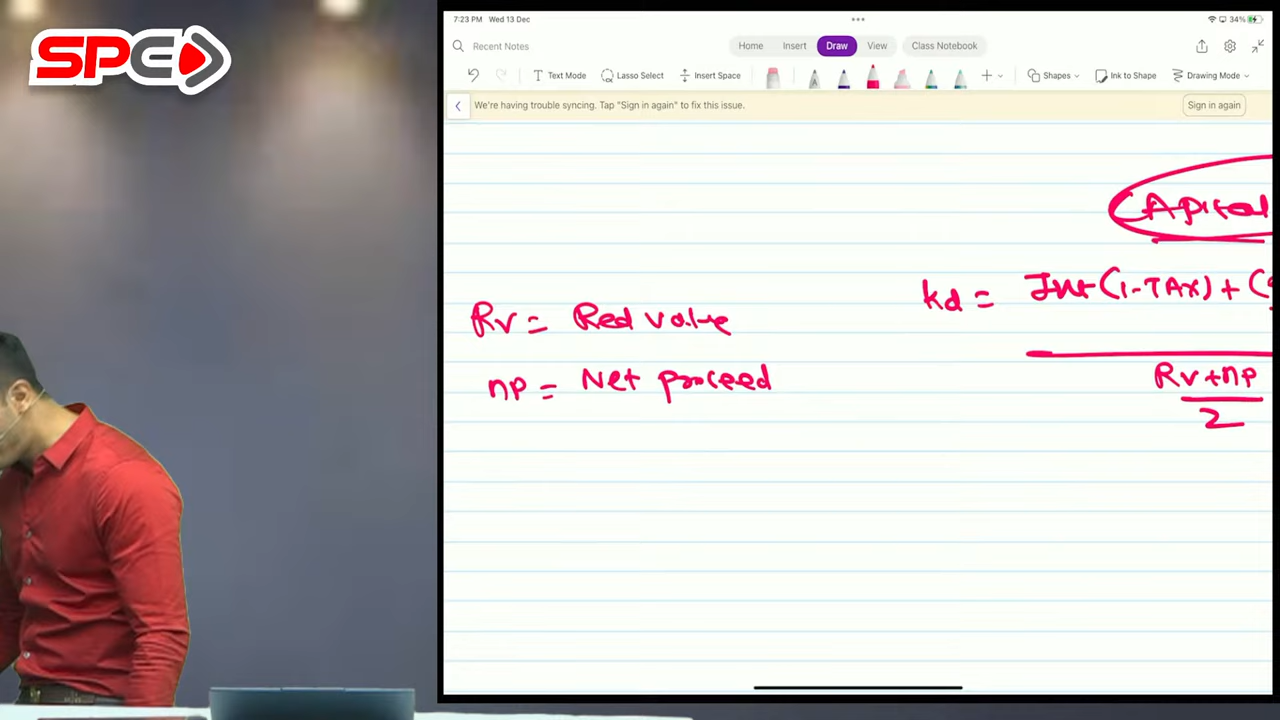 SPE
7:23 PM Wed 13 Dec
34%
Recent Notes
Home Insert Draw View Class Notebook
Text Mode Lasso Select Insert Space Shapes Ink to Shape Drawing Mode
We're having trouble syncing. Tap "Sign in again" to fix this issue.
Sign in again
Capital
kd = Int (1-TAX) + (
Rv + np
2
Rv = Red value
np = Net proceed